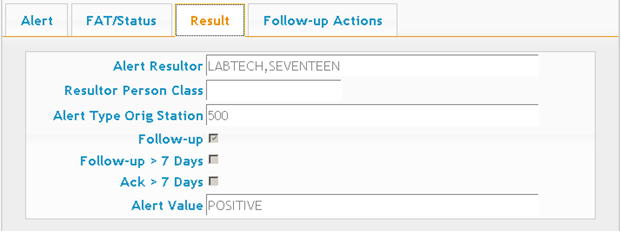 Alert FAT/Status Result Follow-up Actions
Alert Resultor LABTECH,SEVENTEEN
Resultor Person Class
Alert Type Orig Station 500
Follow-up
Follow-up > 7 Days
Ack > 7 Days
Alert Value POSITIVE